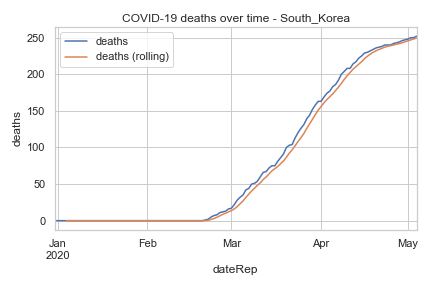 COVID-19 deaths over time - South_Korea
deaths
deaths (rolling)
250
200
150
100
50
0
deaths
Jan
2020
Feb
Mar
Apr
May
dateRep